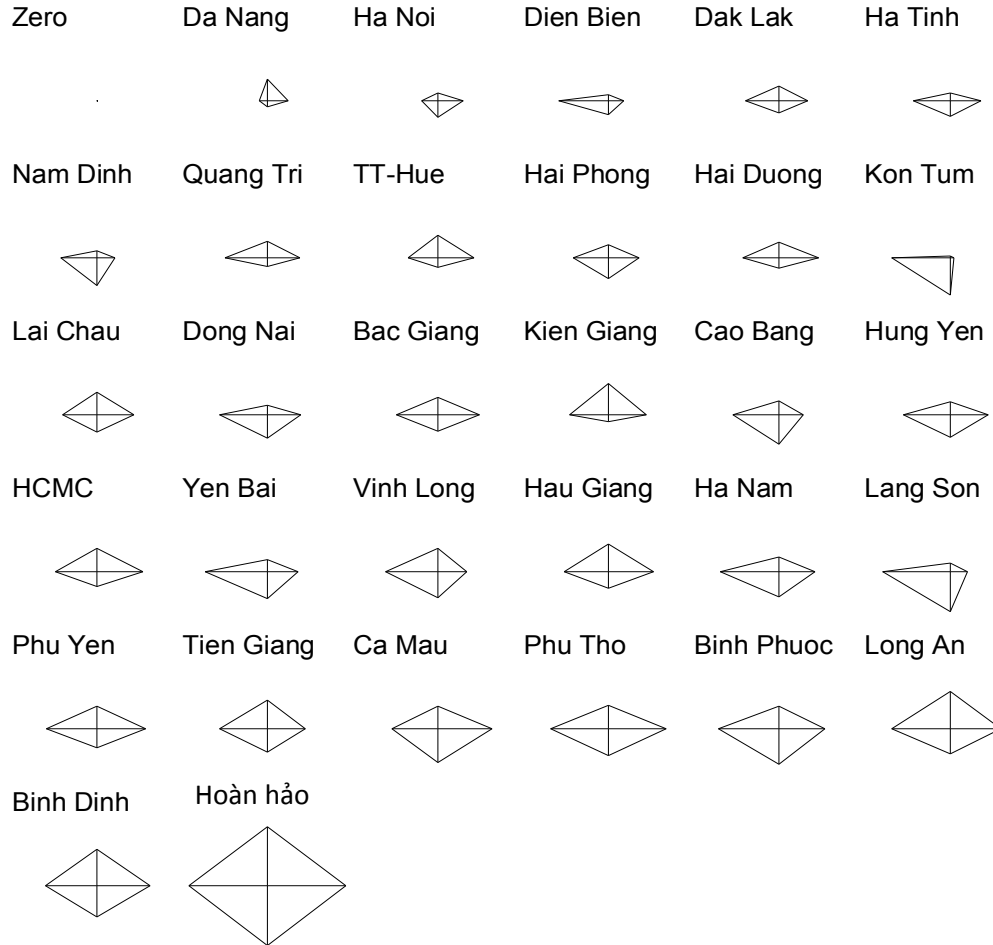 Zero Da Nang Ha Noi Dien Bien Dak Lak Ha Tinh
Nam Dinh Quang Tri TT-Hue Hai Phong Hai Duong Kon Tum
Lai Chau Dong Nai Bac Giang Kien Giang Cao Bang Hung Yen
HCMC Yen Bai Vinh Long Hau Giang Ha Nam Lang Son
Phu Yen Tien Giang Ca Mau Phu Tho Binh Phuoc Long An
Binh Dinh Hoàn hảo